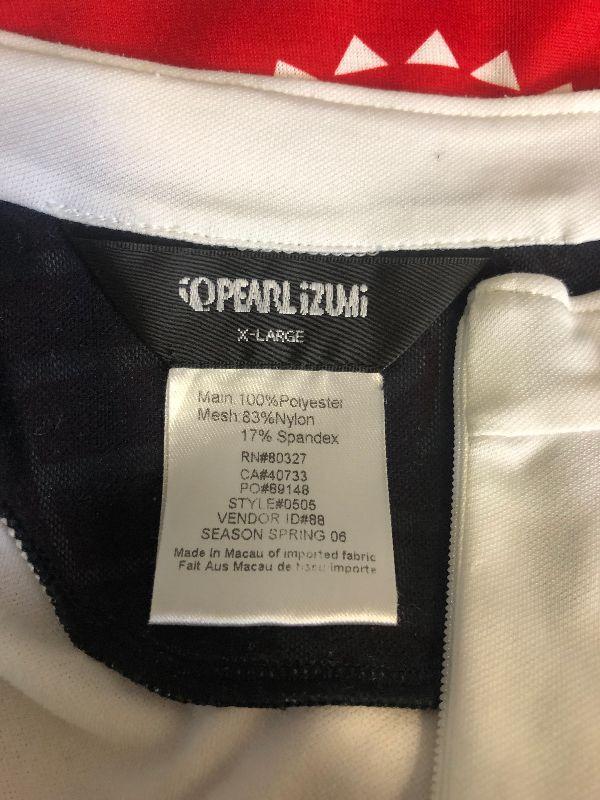 PEARL iZUMi
X-LARGE
Main:100%Polyester
Mesh:83%Nylon
17% Spandex
RN#80327
CA#40733
PO#89148
STYLE#0505
VENDOR ID#88
SEASON SPRING 06
Made In Macau of imported fabric
Fait Aus Macau de tissu importe